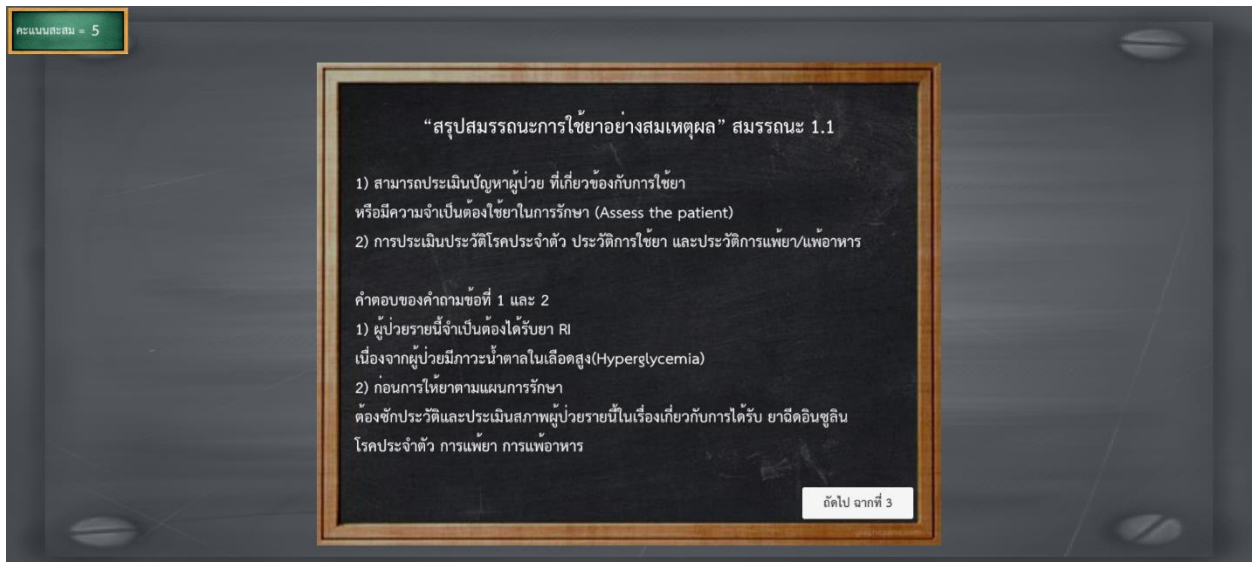 คะแนนสะสม = 5
“สรุปสมรรถนะการใช้ยาอย่างสมเหตุผล” สมรรถนะ 1.1
1) สามารถประเมินปัญหาผู้ป่วย ที่เกี่ยวข้องกับการใช้ยา
หรือมีความจำเป็นต้องใช้ยาในการรักษา (Assess the patient)
2) การประเมินประวัติโรคประจำตัว ประวัติการใช้ยา และประวัติการแพ้ยา/แพ้อาหาร
คำตอบของคำถามข้อที่ 1 และ 2
1) ผู้ป่วยรายนี้จำเป็นต้องได้รับยา RI
เนื่องจากผู้ป่วยมีภาวะน้ำตาลในเลือดสูง(Hyperglycemia)
2) ก่อนการให้ยาตามแผนการรักษา
ต้องซักประวัติและประเมินสภาพผู้ป่วยรายนี้ในเรื่องเกี่ยวกับการได้รับ ยาฉีดอินซูลิน
โรคประจำตัว การแพ้ยา การแพ้อาหาร
ถัดไป ฉากที่ 3